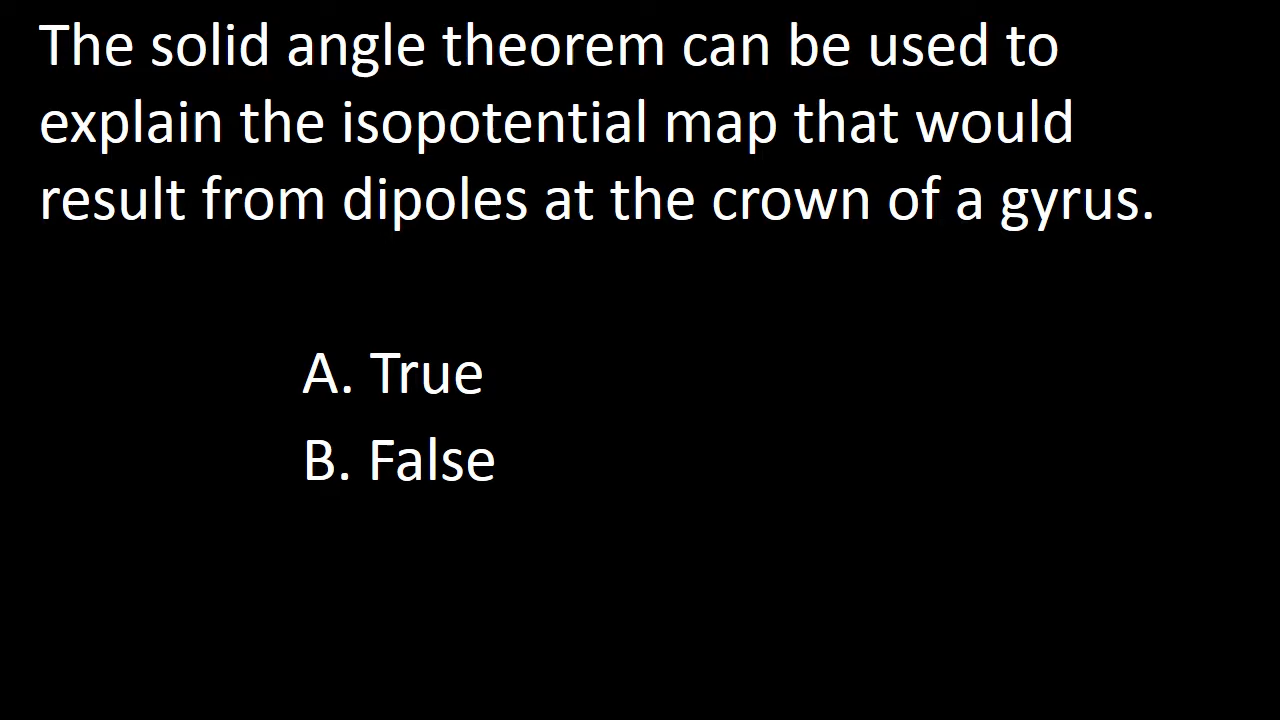 The solid angle theorem can be used to
explain the isopotential map that would
result from dipoles at the crown of a gyrus.
A. True
B. False